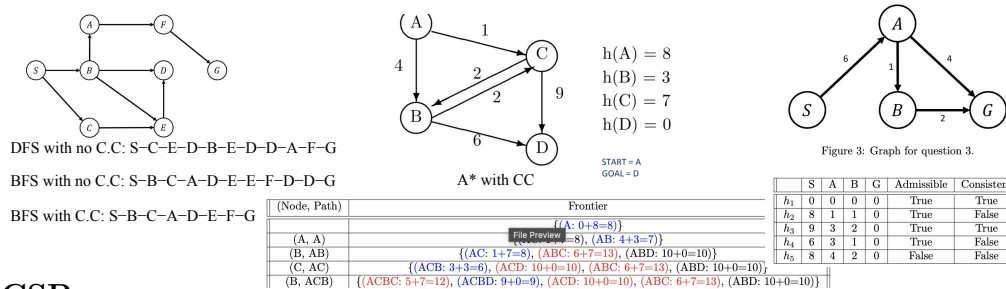 A
F
S
B
D
G
C
E
DFS with no C.C: S–C–E–D–B–E–D–D–A–F–G
BFS with no C.C: S–B–C–A–D–E–E–F–D–D–G
BFS with C.C: S–B–C–A–D–E–F–G
A
1
C
4
2
2
9
B
6
D
h(A) = 8
h(B) = 3
h(C) = 7
h(D) = 0
START = A
GOAL = D
A* with CC
A
6
1
4
S
B
2
G
Figure 3: Graph for question 3.
(Node, Path) Frontier
{(A: 0+8=8)}
File Preview
(A, A) =8), (AB: 4+3=7)}
(B, AB) {(AC: 1+7=8), (ABC: 6+7=13), (ABD: 10+0=10)}
(C, AC) {(ACB: 3+3=6), (ACD: 10+0=10), (ABC: 6+7=13), (ABD: 10+0=10)}
(B, ACB) {(ACBC: 5+7=12), (ACBD: 9+0=9), (ACD: 10+0=10), (ABC: 6+7=13), (ABD: 10+0=10)}
S A B G Admissible Consisten
h1 0 0 0 0 True True
h2 8 1 1 0 True False
h3 9 3 2 0 True True
h4 6 3 1 0 True False
h5 8 4 2 0 False False